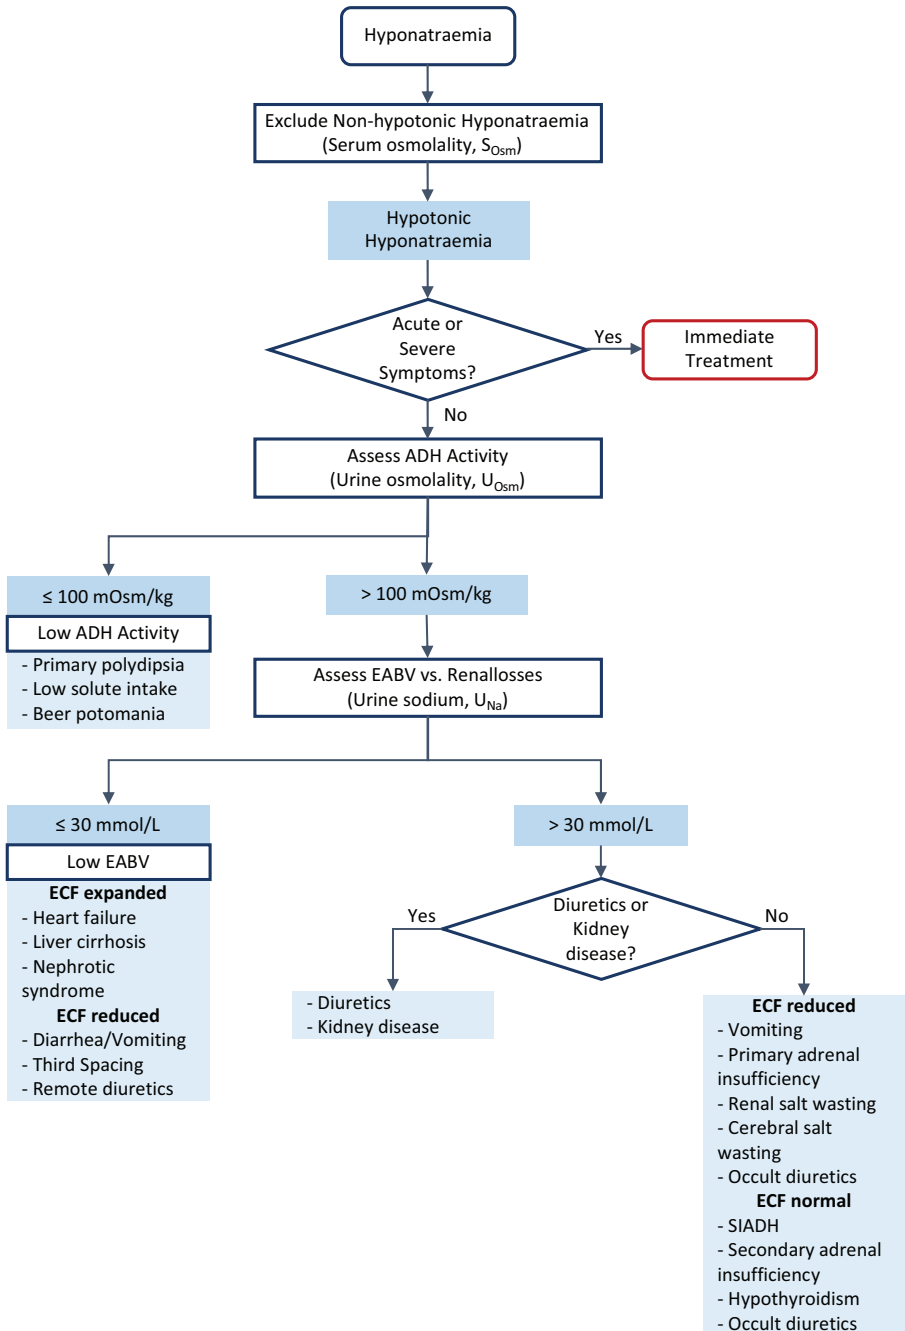 Hyponatraemia
Exclude Non-hypotonic Hyponatraemia
(Serum osmolality, SOsm)
Hypotonic
Hyponatraemia
Acute or
Severe
Symptoms?
Yes
Immediate
Treatment
No
Assess ADH Activity
(Urine osmolality, UOsm)
≤ 100 mOsm/kg
Low ADH Activity
- Primary polydipsia
- Low solute intake
- Beer potomania
> 100 mOsm/kg
Assess EABV vs. Renallosses
(Urine sodium, UNa)
≤ 30 mmol/L
Low EABV
ECF expanded
- Heart failure
- Liver cirrhosis
- Nephrotic
syndrome
ECF reduced
- Diarrhea/Vomiting
- Third Spacing
- Remote diuretics
> 30 mmol/L
Diuretics or
Kidney
disease?
Yes
- Diuretics
- Kidney disease
No
ECF reduced
- Vomiting
- Primary adrenal
insufficiency
- Renal salt wasting
- Cerebral salt
wasting
- Occult diuretics
ECF normal
- SIADH
- Secondary adrenal
insufficiency
- Hypothyroidism
- Occult diuretics